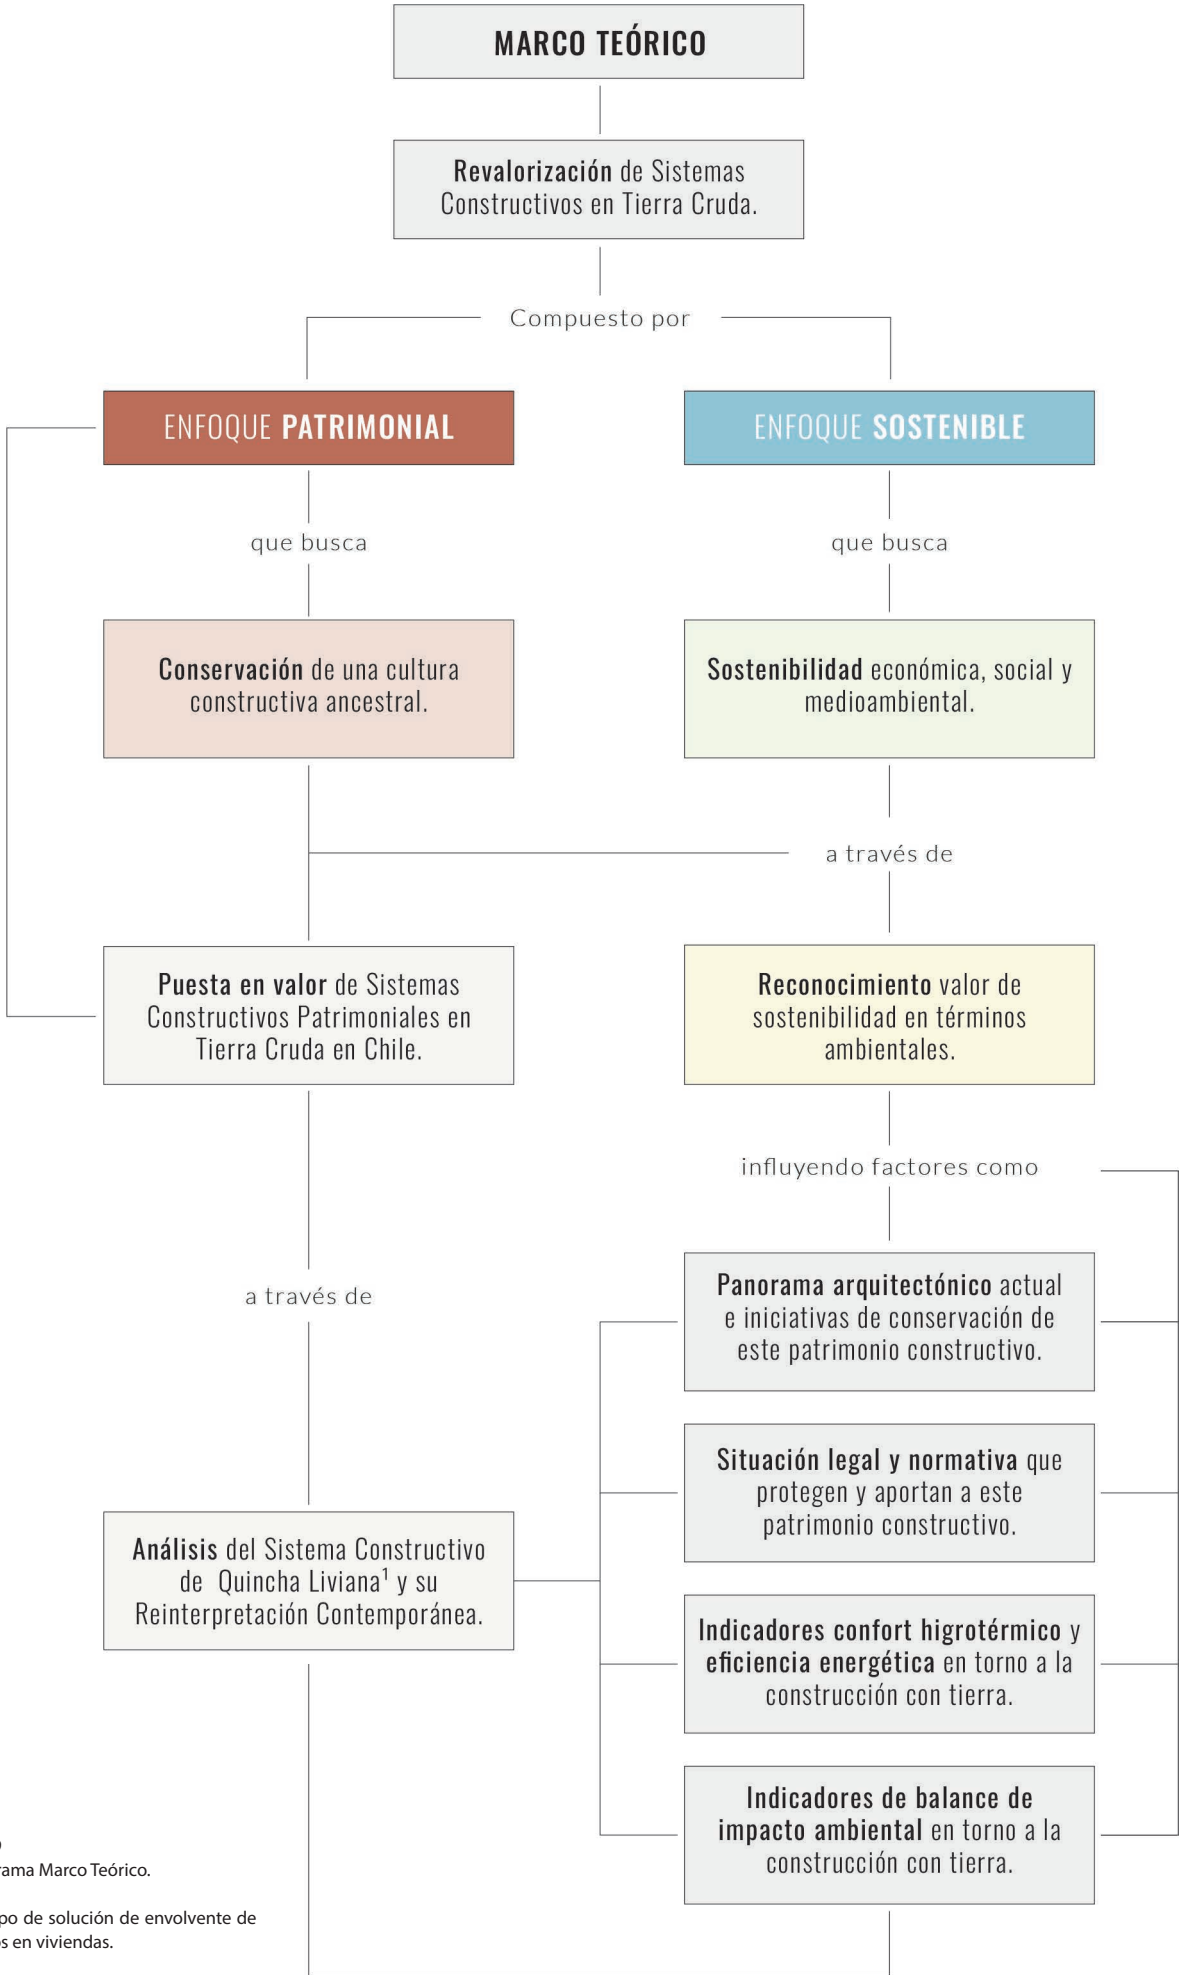 MARCO TEÓRICO
Revalorización de Sistemas
Constructivos en Tierra Cruda.
Compuesto por
ENFOQUE PATRIMONIAL
ENFOQUE SOSTENIBLE
que busca
que busca
Conservación de una cultura
constructiva ancestral.
Sostenibilidad económica, social y
medioambiental.
a través de
Puesta en valor de Sistemas
Constructivos Patrimoniales en
Tierra Cruda en Chile.
Reconocimiento valor de
sostenibilidad en términos
ambientales.
influyendo factores como
a través de
Panorama arquitectónico actual
e iniciativas de conservación de
este patrimonio constructivo.
Situación legal y normativa que
protegen y aportan a este
patrimonio constructivo.
Análisis del Sistema Constructivo
de Quincha Liviana¹ y su
Reinterpretación Contemporánea.
Indicadores confort higrotérmico y
eficiencia energética en torno a la
construcción con tierra.
Indicadores de balance de
impacto ambiental en torno a la
construcción con tierra.
Marco Teórico.
de solución de envolvente de
en viviendas.